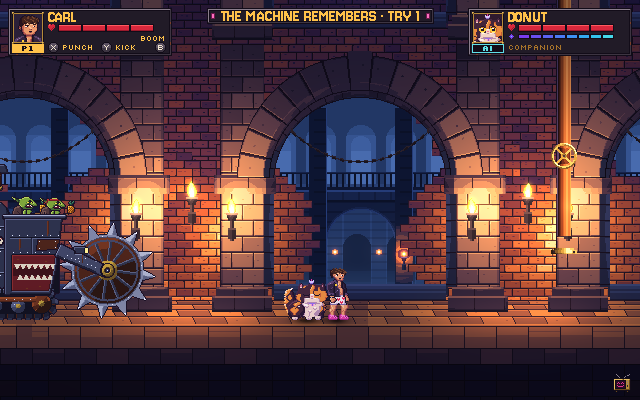 CARL
BOOM
P1
X PUNCH Y KICK B
THE MACHINE REMEMBERS · TRY 1
DONUT
AI
COMPANION